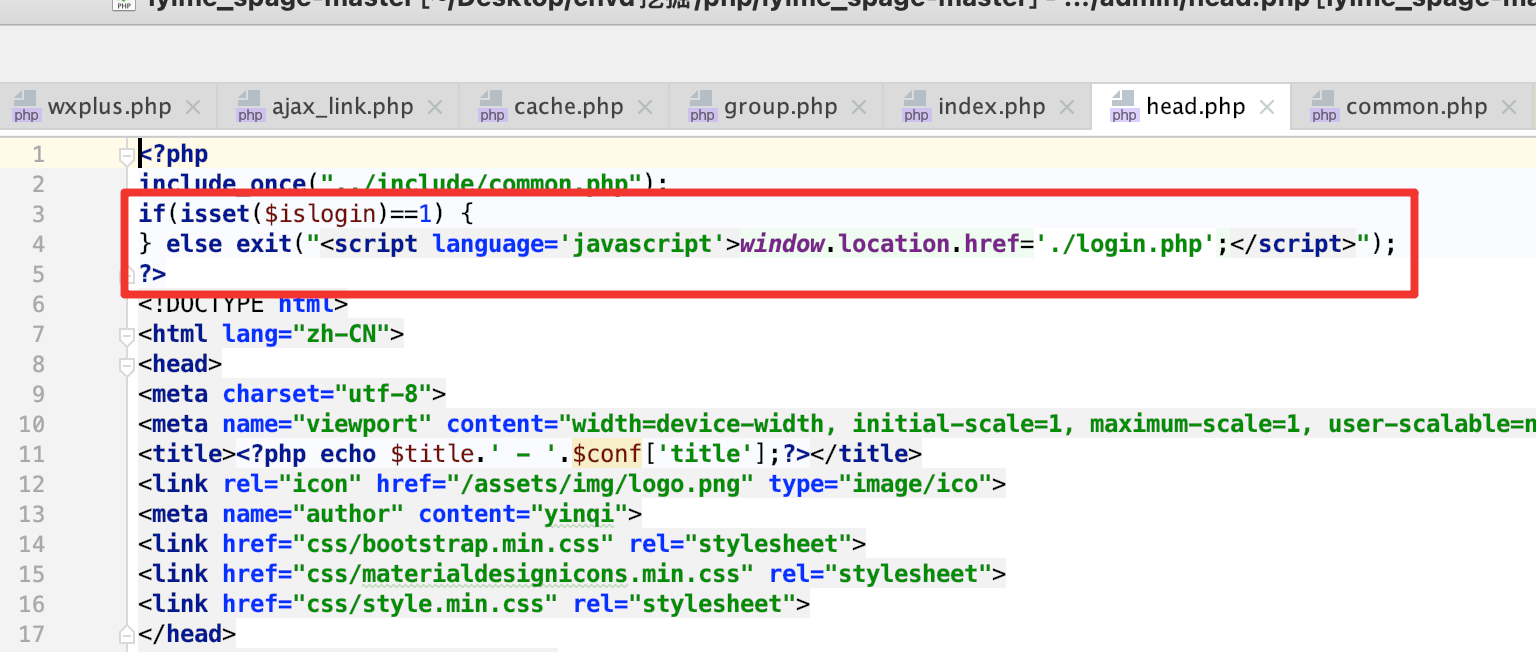 lylme_spage-master [~/Desktop/cnvd挖掘/php/lylme_spage-master] - .../admin/head.php [lylme_spage-ma
wxplus.php ajax_link.php cache.php group.php index.php head.php common.php
1 <?php
2 include_once("../include/common.php");
3 if(isset($islogin)==1) {
4 } else exit("<script language='javascript'>window.location.href='./login.php';</script>");
5 ?>
6 <!DOCTYPE html>
7 <html lang="zh-CN">
8 <head>
9 <meta charset="utf-8">
10 <meta name="viewport" content="width=device-width, initial-scale=1, maximum-scale=1, user-scalable=n
11 <title><?php echo $title.' - '.$conf['title'];?></title>
12 <link rel="icon" href="/assets/img/logo.png" type="image/ico">
13 <meta name="author" content="yinqi">
14 <link href="css/bootstrap.min.css" rel="stylesheet">
15 <link href="css/materialdesignicons.min.css" rel="stylesheet">
16 <link href="css/style.min.css" rel="stylesheet">
17 </head>